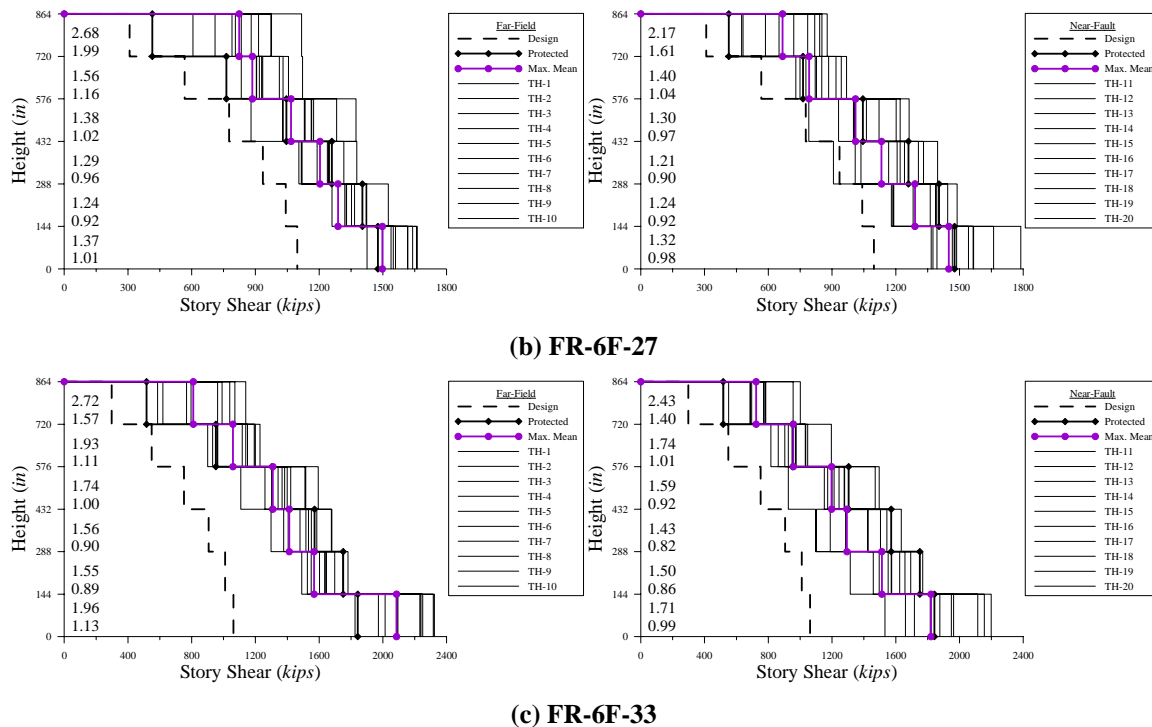 864
720
576
432
288
144
0
Height (in)
2.68
1.99
1.56
1.16
1.38
1.02
1.29
0.96
1.24
0.92
1.37
1.01
0 300 600 900 1200 1500 1800
Story Shear (kips)
Far-Field
Design
Protected
Max. Mean
TH-1
TH-2
TH-3
TH-4
TH-5
TH-6
TH-7
TH-8
TH-9
TH-10
864
720
576
432
288
144
0
Height (in)
2.17
1.61
1.40
1.04
1.30
0.97
1.21
0.90
1.24
0.92
1.32
0.98
0 300 600 900 1200 1500 1800
Story Shear (kips)
Near-Fault
Design
Protected
Max. Mean
TH-11
TH-12
TH-13
TH-14
TH-15
TH-16
TH-17
TH-18
TH-19
TH-20
(b) FR-6F-27
864
720
576
432
288
144
0
Height (in)
2.72
1.57
1.93
1.11
1.74
1.00
1.56
0.90
1.55
0.89
1.96
1.13
0 400 800 1200 1600 2000 2400
Story Shear (kips)
Far-Field
Design
Protected
Max. Mean
TH-1
TH-2
TH-3
TH-4
TH-5
TH-6
TH-7
TH-8
TH-9
TH-10
864
720
576
432
288
144
0
Height (in)
2.43
1.40
1.74
1.01
1.59
0.92
1.43
0.82
1.50
0.86
1.71
0.99
0 400 800 1200 1600 2000 2400
Story Shear (kips)
Near-Fault
Design
Protected
Max. Mean
TH-11
TH-12
TH-13
TH-14
TH-15
TH-16
TH-17
TH-18
TH-19
TH-20
(c) FR-6F-33